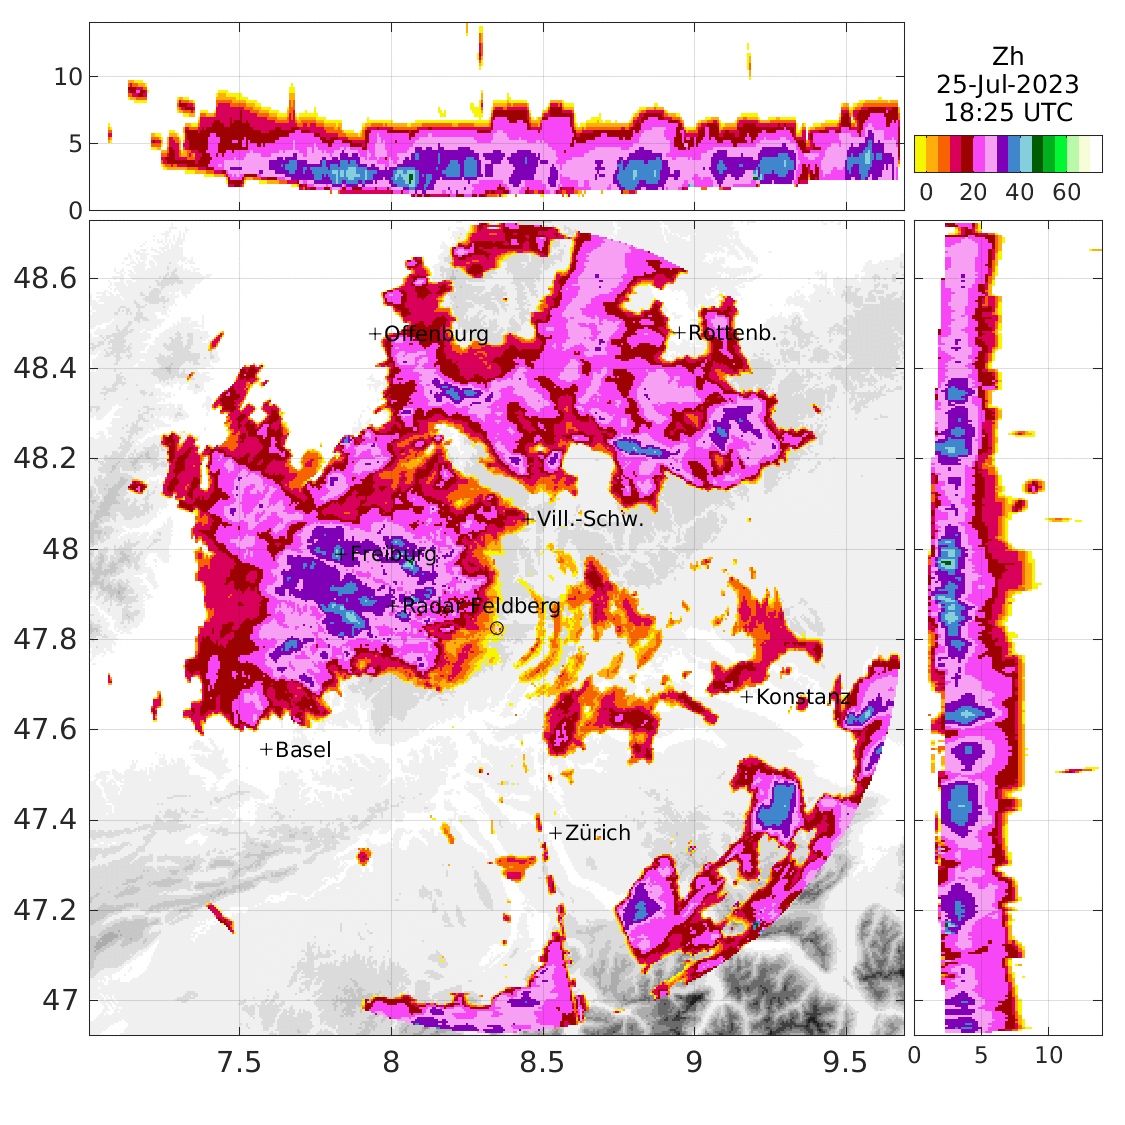 Zh
25-Jul-2023
18:25 UTC
0 20 40 60
10
5
0
48.6
48.4
48.2
48
47.8
47.6
47.4
47.2
47
+Offenburg
+Rottenb.
+Vill.-Schw.
+Freiburg
+Radar Feldberg
+Konstanz
+Basel
+Zürich
7.5 8 8.5 9 9.5
0 5 10